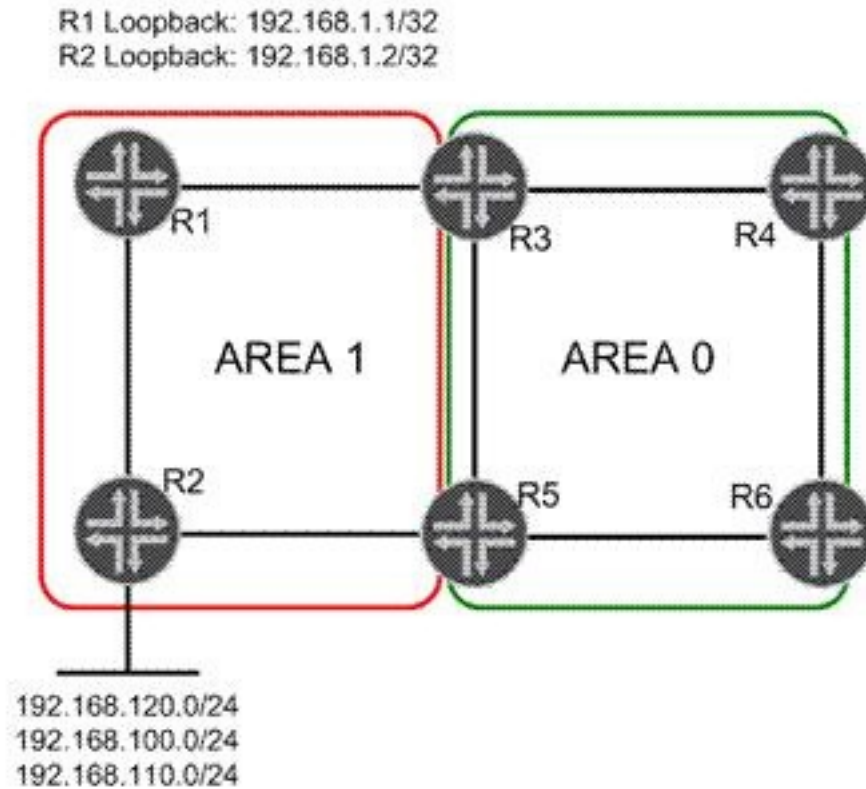 R1 Loopback: 192.168.1.1/32
R2 Loopback: 192.168.1.2/32
R1
R3
R4
AREA 1
AREA 0
R2
R5
R6
192.168.120.0/24
192.168.100.0/24
192.168.110.0/24